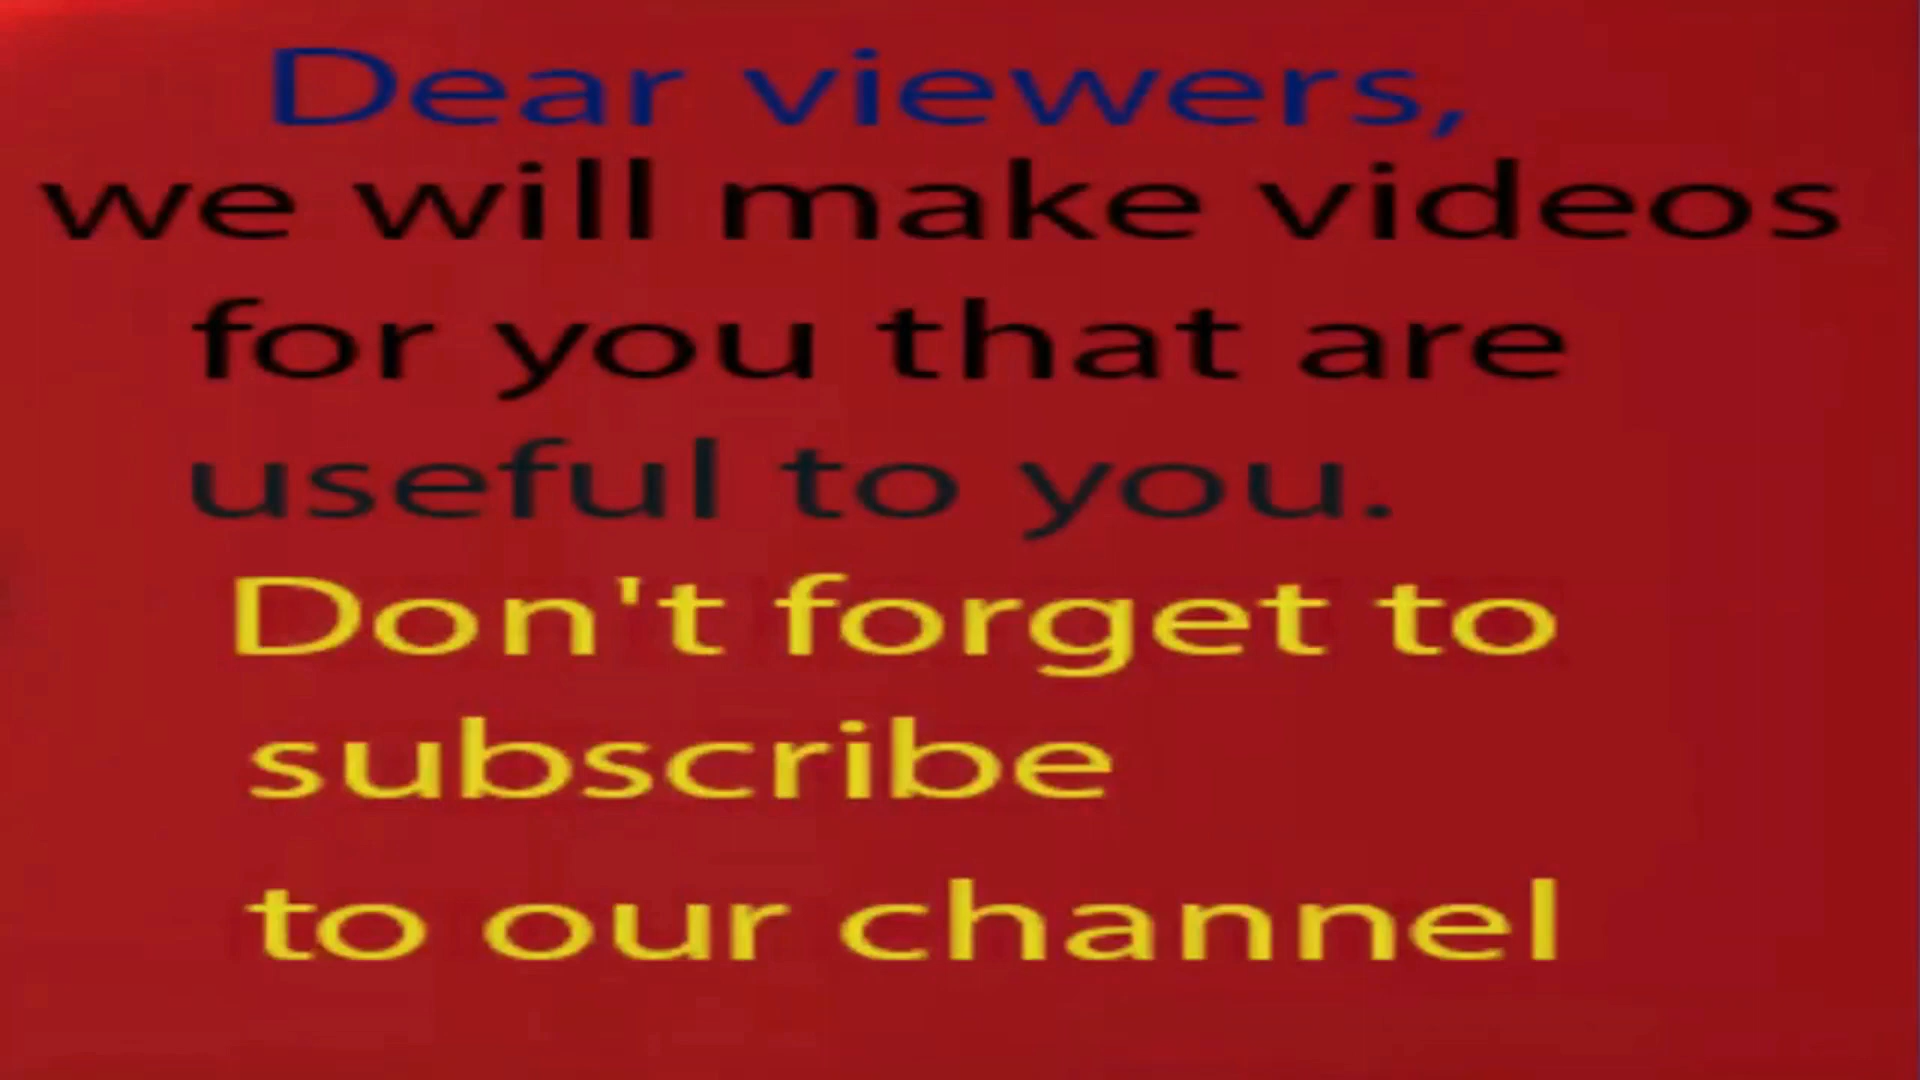 Dear viewers,
we will make videos
for you that are
useful to you.
Don't forget to
subscribe
to our channel